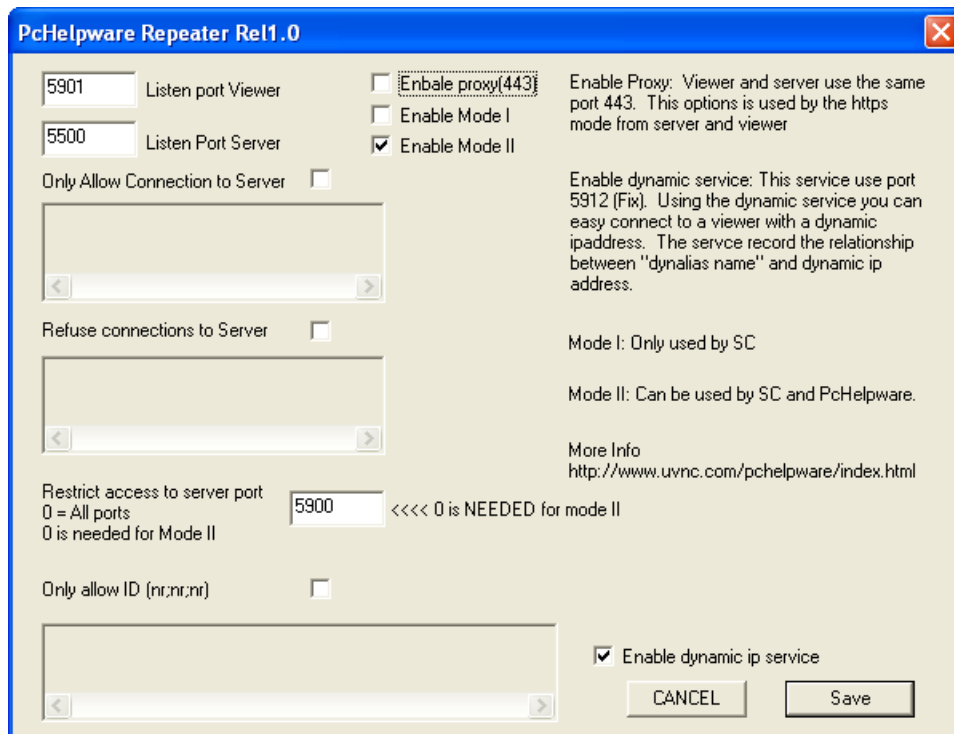 PcHelpware Repeater Rel1.0
5901 Listen port Viewer
5500 Listen Port Server
Enbale proxy(443)
Enable Mode I
Enable Mode II
Only Allow Connection to Server
Refuse connections to Server
Restrict access to server port
0 = All ports
0 is needed for Mode II
5900 <<<< 0 is NEEDED for mode II
Only allow ID (nr;nr;nr)
Enable Proxy: Viewer and server use the same
port 443. This options is used by the https
mode from server and viewer
Enable dynamic service: This service use port
5912 (Fix). Using the dynamic service you can
easy connect to a viewer with a dynamic
ipaddress. The servce record the relationship
between "dynalias name" and dynamic ip
address.
Mode I: Only used by SC
Mode II: Can be used by SC and PcHelpware.
More Info
http://www.uvnc.com/pchelpware/index.html
Enable dynamic ip service
CANCEL
Save